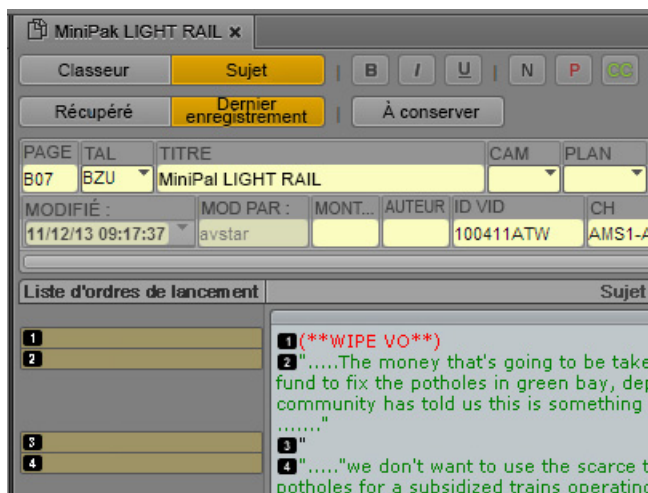 MiniPak LIGHT RAIL x
Classeur Sujet | B I U | N P CC
Récupéré Dernier enregistrement | À conserver
PAGE TAL TITRE CAM PLAN
B07 BZU MiniPal LIGHT RAIL
MODIFIÉ : MOD PAR : MONT... AUTEUR ID VID CH
11/12/13 09:17:37 avstar 100411ATW AMS1-A
Liste d'ordres de lancement Sujet
1 1 (**WIPE VO**)
2 2 ".....The money that's going to be take
fund to fix the potholes in green bay, dep
community has told us this is something
......."
3 3 "
4 4 "....."we don't want to use the scarce t
potholes for a subsidized trains operating